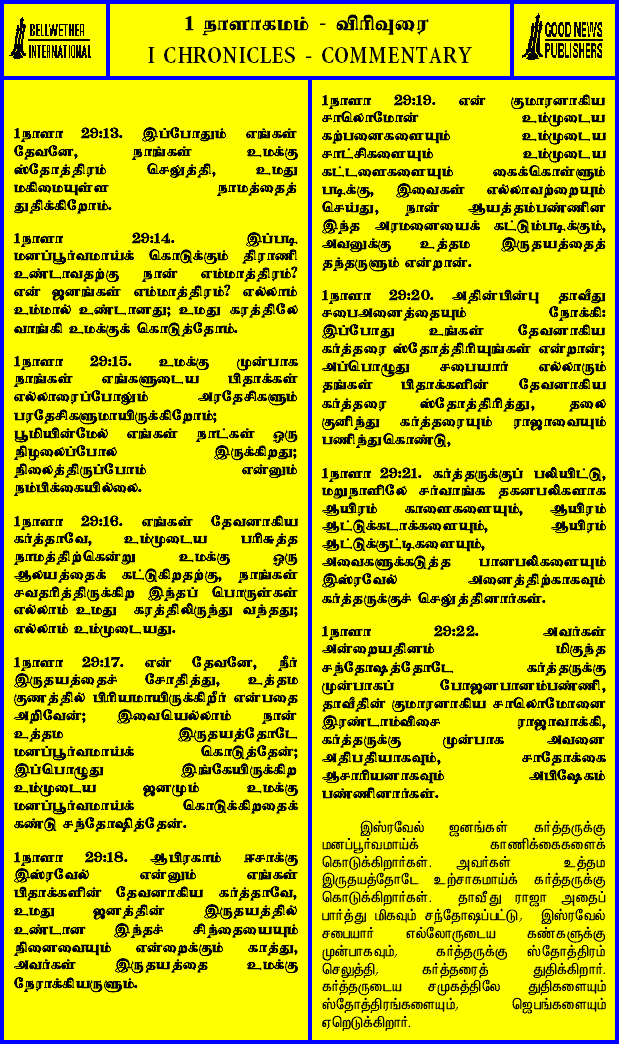 BELLWETHER
INTERNATIONAL
1 நாளாகமம் - விரிவுரை
I CHRONICLES - COMMENTARY
GOOD NEWS
PUBLISHERS
1நாளா 29:13. இப்போதும் எங்கள்
தேவனே, நாங்கள் உமக்கு
ஸ்தோத்திரம் செலுத்தி, உமது
மகிமையுள்ள நாமத்தைத்
துதிக்கிறோம்.
1நாளா 29:14. இப்படி
மனப்பூர்வமாய்க் கொடுக்கும் திராணி
உண்டாவதற்கு நான் எம்மாத்திரம்?
என் ஜனங்கள் எம்மாத்திரம்? எல்லாம்
உம்மால் உண்டானது; உமது கரத்திலே
வாங்கி உமக்குக் கொடுத்தோம்.
1நாளா 29:15. உமக்கு முன்பாக
நாங்கள் எங்களுடைய பிதாக்கள்
எல்லாரைப்போலும் அரதேசிகளும்
பரதேசிகளுமாயிருக்கிறோம்;
பூமியின்மேல் எங்கள் நாட்கள் ஒரு
நிழலைப்போல இருக்கிறது;
நிலைத்திருப்போம் என்னும்
நம்பிக்கையில்லை.
1நாளா 29:16. எங்கள் தேவனாகிய
கர்த்தாவே, உம்முடைய பரிசுத்த
நாமத்திற்கென்று உமக்கு ஒரு
ஆலயத்தைக் கட்டுகிறதற்கு, நாங்கள்
சவதரித்திருக்கிற இந்தப் பொருள்கள்
எல்லாம் உமது கரத்திலிருந்து வந்தது;
எல்லாம் உம்முடையது.
1நாளா 29:17. என் தேவனே, நீர்
இருதயத்தைச் சோதித்து, உத்தம
குணத்தில் பிரியமாயிருக்கிறீர் என்பதை
அறிவேன்; இவையெல்லாம் நான்
உத்தம இருதயத்தோடே
மனப்பூர்வமாய்க் கொடுத்தேன்;
இப்பொழுது இங்கேயிருக்கிற
உம்முடைய ஜனமும் உமக்கு
மனப்பூர்வமாய்க் கொடுக்கிறதைக்
கண்டு சந்தோஷித்தேன்.
1நாளா 29:18. ஆபிரகாம் ஈசாக்கு
இஸ்ரவேல் என்னும் எங்கள்
பிதாக்களின் தேவனாகிய கர்த்தாவே,
உமது ஜனத்தின் இருதயத்தில்
உண்டான இந்தச் சிந்தையையும்
நினைவையும் என்றைக்கும் காத்து,
அவர்கள் இருதயத்தை உமக்கு
நேராக்கியருளும்.
1நாளா 29:19. என் குமாரனாகிய
சாலொமோன் உம்முடைய
கற்பனைகளையும் உம்முடைய
சாட்சிகளையும் உம்முடைய
கட்டளைகளையும் கைக்கொள்ளும்
படிக்கு, இவைகள் எல்லாவற்றையும்
செய்து, நான் ஆயத்தம்பண்ணின
இந்த அரமனையைக் கட்டும்படிக்கும்,
அவனுக்கு உத்தம இருதயத்தைத்
தந்தருளும் என்றான்.
1நாளா 29:20. அதின்பின்பு தாவீது
சபைஅனைத்தையும் நோக்கி:
இப்போது உங்கள் தேவனாகிய
கர்த்தரை ஸ்தோத்திரியுங்கள் என்றான்;
அப்பொழுது சபையார் எல்லாரும்
தங்கள் பிதாக்களின் தேவனாகிய
கர்த்தரை ஸ்தோத்திரித்து, தலை
குனிந்து கர்த்தரையும் ராஜாவையும்
பணிந்துகொண்டு,
1நாளா 29:21. கர்த்தருக்குப் பலியிட்டு,
மறுநாளிலே சர்வாங்க தகனபலிகளாக
ஆயிரம் காளைகளையும், ஆயிரம்
ஆட்டுக்கடாக்களையும், ஆயிரம்
ஆட்டுக்குட்டிகளையும்,
அவைகளுக்கடுத்த பானபலிகளையும்
இஸ்ரவேல் அனைத்திற்காகவும்
கர்த்தருக்குச் செலுத்தினார்கள்.
1நாளா 29:22. அவர்கள்
அன்றையதினம் மிகுந்த
சந்தோஷத்தோடே கர்த்தருக்கு
முன்பாகப் போஜனபானம்பண்ணி,
தாவீதின் குமாரனாகிய சாலொமோனை
இரண்டாம்விசை ராஜாவாக்கி,
கர்த்தருக்கு முன்பாக அவனை
அதிபதியாகவும், சாதோக்கை
ஆசாரியனாகவும் அபிஷேகம்
பண்ணினார்கள்.
இஸ்ரவேல் ஜனங்கள் கர்த்தருக்கு
மனப்பூர்வமாய்க் காணிக்கைகளைக்
கொடுக்கிறார்கள். அவர்கள் உத்தம
இருதயத்தோடே உற்சாகமாய்க் கர்த்தருக்கு
கொடுக்கிறார்கள். தாவீது ராஜா அதைப்
பார்த்து மிகவும் சந்தோஷப்பட்டு, இஸ்ரவேல்
சபையார் எல்லோருடைய கண்களுக்கு
முன்பாகவும், கர்த்தருக்கு ஸ்தோத்திரம்
செலுத்தி, கர்த்தரைத் துதிக்கிறார்.
கர்த்தருடைய சமுகத்திலே துதிகளையும்
ஸ்தோத்திரங்களையும், ஜெபங்களையும்
ஏறெடுக்கிறார்.